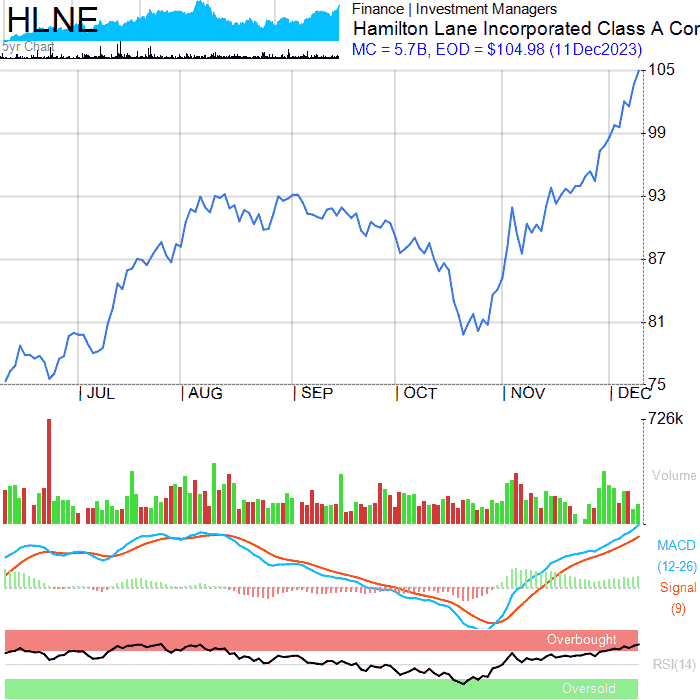 HLNE
5yr Chart
Finance | Investment Managers
Hamilton Lane Incorporated Class A Cor
MC = 5.7B, EOD = $104.98 (11Dec2023)
105
99
93
87
81
75
JUL AUG SEP OCT NOV DEC
726k
Volume
MACD
(12-26)
Signal
(9)
Overbought
RSI(14)
Oversold